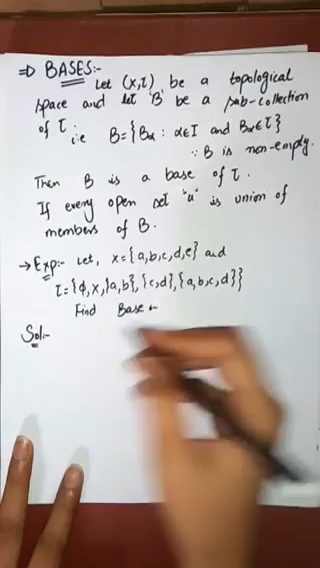 ⇒ BASES:-
Let (X,τ) be a topological
space and let 'B' be a sub-collection
of τ.
i.e B={Bα : α∈I and Bα∈τ}
∵ B is non-empty.
Then B is a base of τ.
If every open set 'u' is union of
members of B.
→ Exp:- Let, X={a,b,c,d,e} and
τ={φ,X,{a,b},{c,d},{a,b,c,d}}
Find Base.
Sol:-